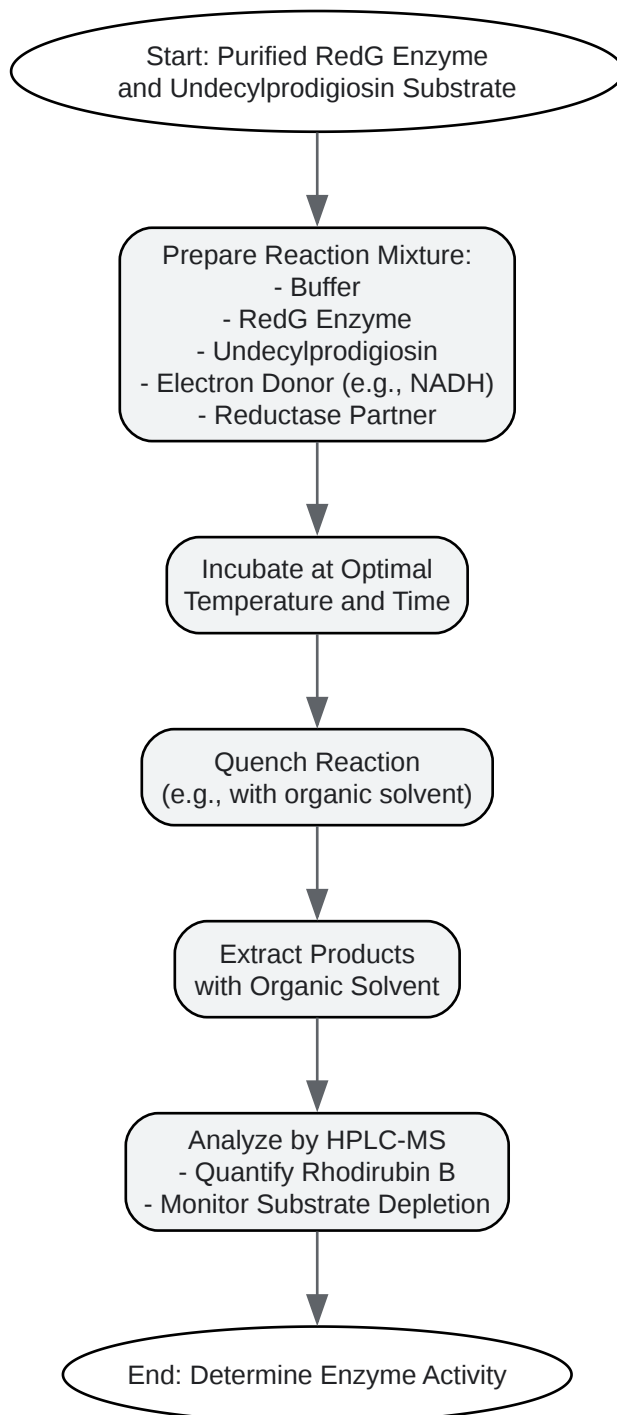 Start: Purified RedG Enzyme
and Undecylprodigiosin Substrate
Prepare Reaction Mixture:
- Buffer
- RedG Enzyme
- Undecylprodigiosin
- Electron Donor (e.g., NADH)
- Reductase Partner
Incubate at Optimal
Temperature and Time
Quench Reaction
(e.g., with organic solvent)
Extract Products
with Organic Solvent
Analyze by HPLC-MS
- Quantify Rhodirubin B
- Monitor Substrate Depletion
End: Determine Enzyme Activity